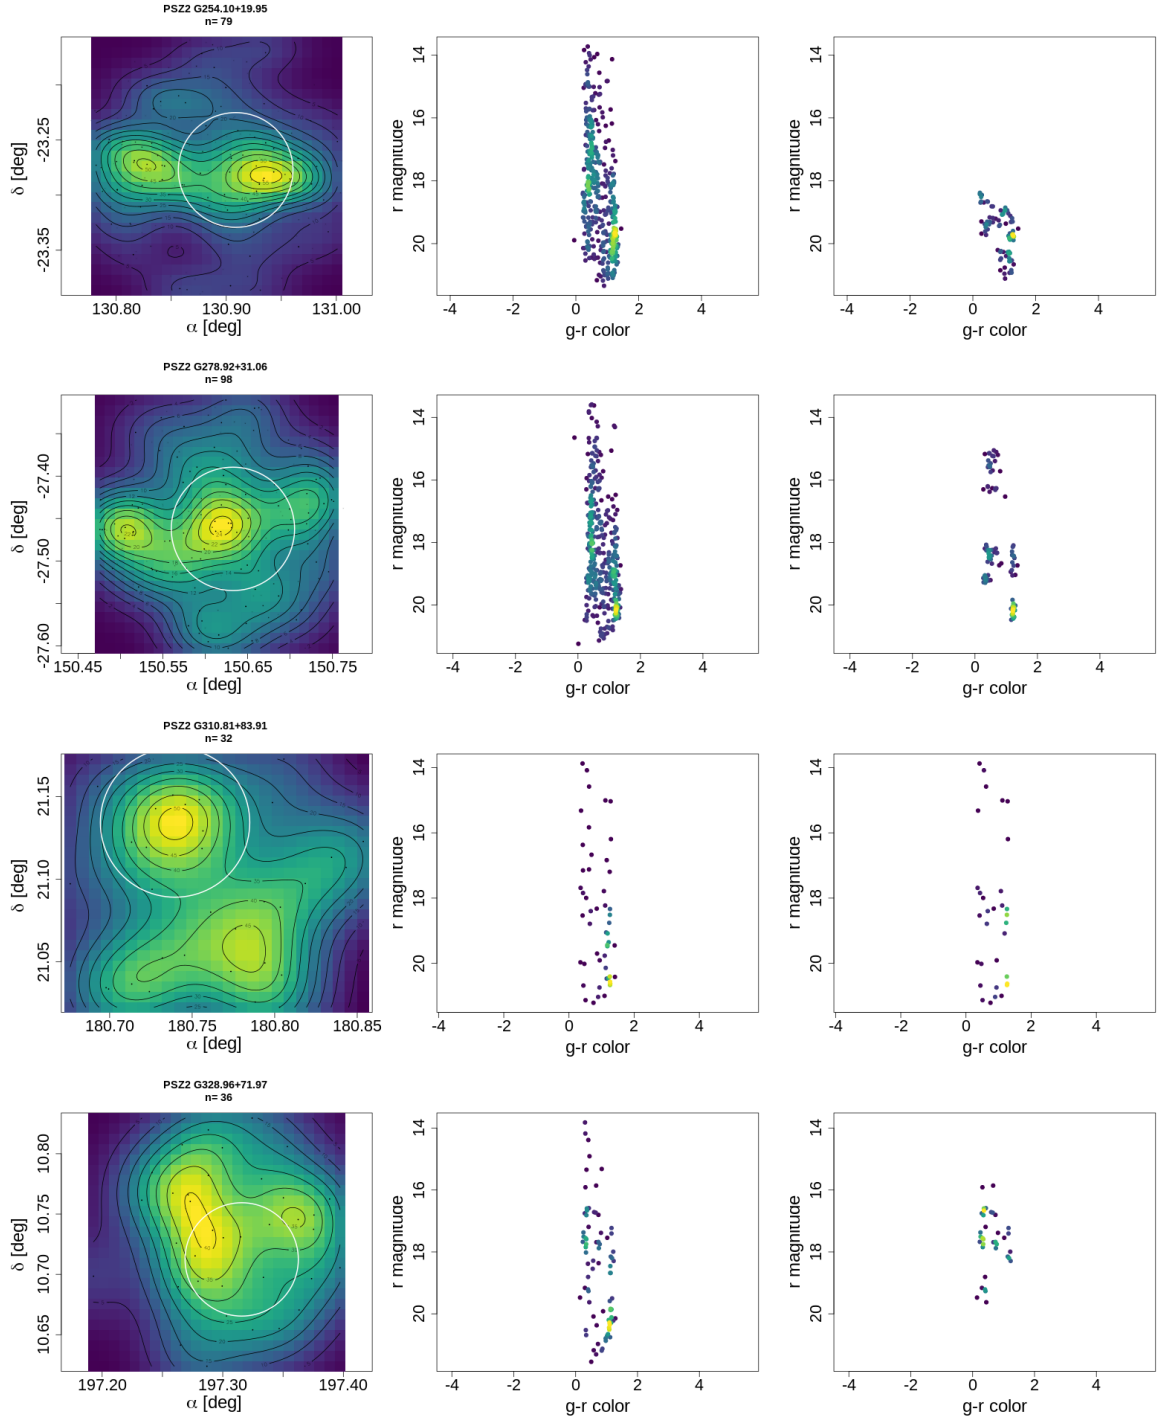 PSZ2 G254.10+19.95
n= 79
δ [deg]
-23.25
-23.35
130.80 130.90 131.00
α [deg]
r magnitude
14
16
18
20
-4 -2 0 2 4
g-r color
r magnitude
14
16
18
20
-4 -2 0 2 4
g-r color
PSZ2 G278.92+31.06
n= 98
δ [deg]
-27.40
-27.50
-27.60
150.45 150.55 150.65 150.75
α [deg]
r magnitude
14
16
18
20
-4 -2 0 2 4
g-r color
r magnitude
14
16
18
20
-4 -2 0 2 4
g-r color
PSZ2 G310.81+83.91
n= 32
δ [deg]
21.15
21.10
21.05
180.70 180.75 180.80 180.85
α [deg]
r magnitude
14
16
18
20
-4 -2 0 2 4
g-r color
r magnitude
14
16
18
20
-4 -2 0 2 4
g-r color
PSZ2 G328.96+71.97
n= 36
δ [deg]
10.80
10.75
10.70
10.65
197.20 197.30 197.40
α [deg]
r magnitude
14
16
18
20
-4 -2 0 2 4
g-r color
r magnitude
14
16
18
20
-4 -2 0 2 4
g-r color